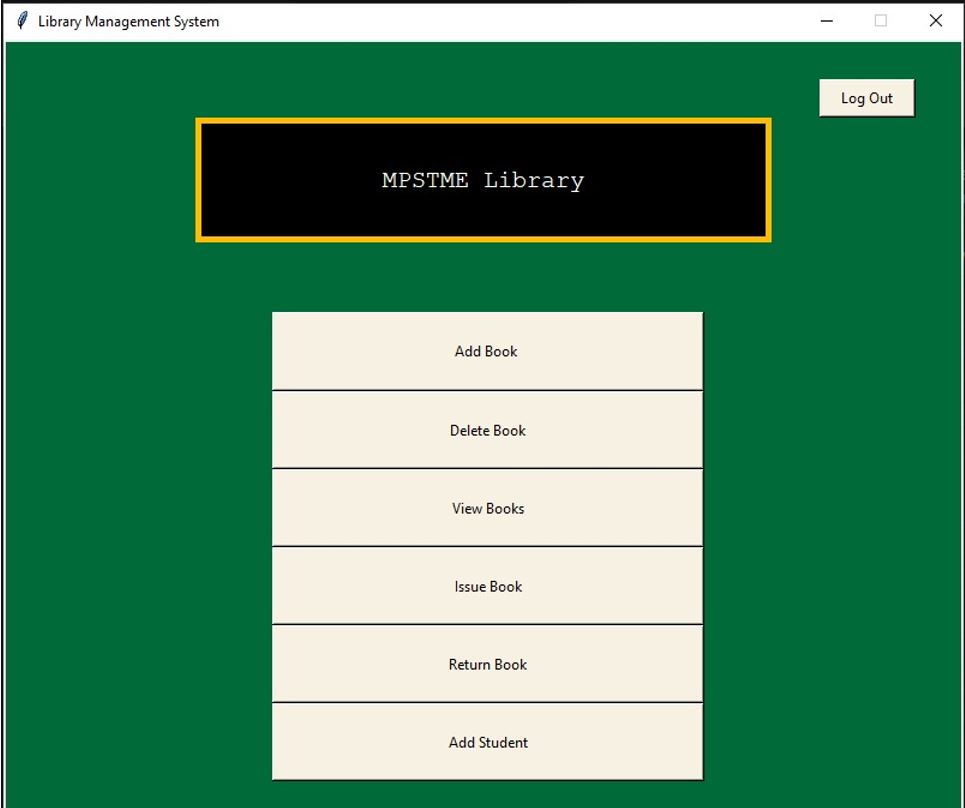 Library Management System
Log Out
MPSTME Library
Add Book
Delete Book
View Books
Issue Book
Return Book
Add Student